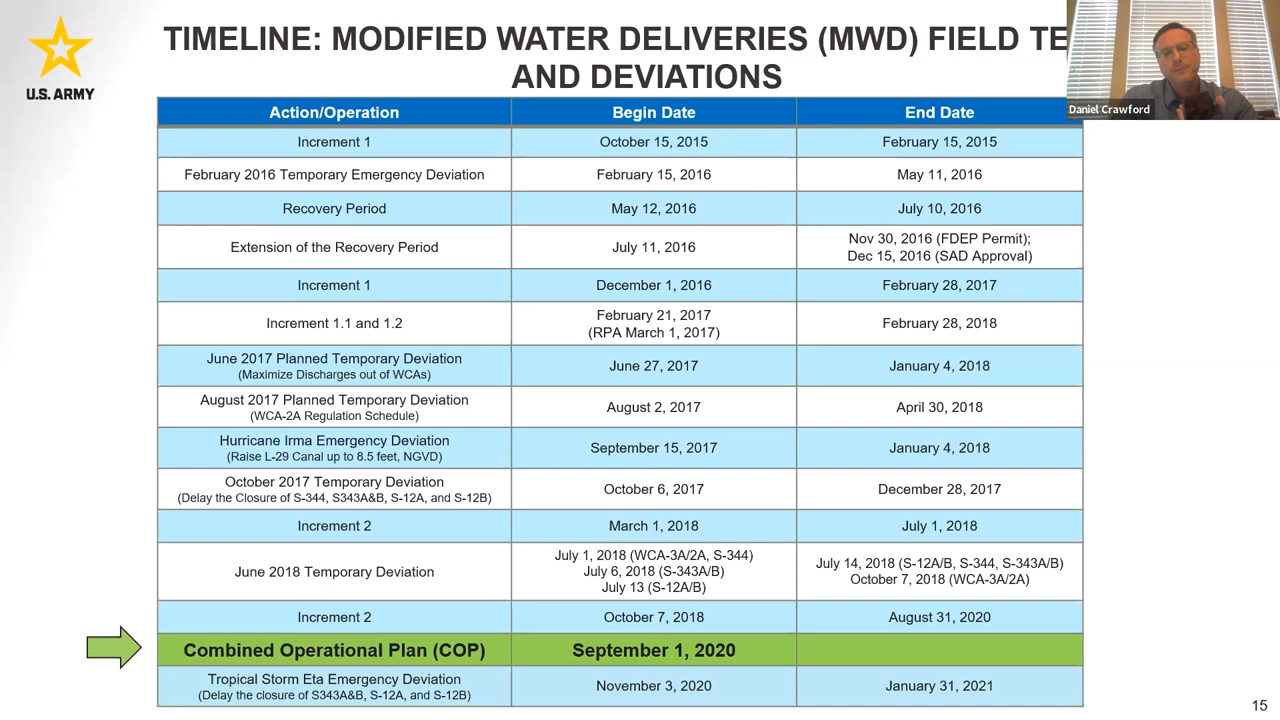 TIMELINE: MODIFIED WATER DELIVERIES (MWD) FIELD TE
AND DEVIATIONS
U.S. ARMY
Daniel Crawford
Action/Operation Begin Date End Date
Increment 1 October 15, 2015 February 15, 2015
February 2016 Temporary Emergency Deviation February 15, 2016 May 11, 2016
Recovery Period May 12, 2016 July 10, 2016
Extension of the Recovery Period July 11, 2016 Nov 30, 2016 (FDEP Permit);
Dec 15, 2016 (SAD Approval)
Increment 1 December 1, 2016 February 28, 2017
Increment 1.1 and 1.2 February 21, 2017
(RPA March 1, 2017) February 28, 2018
June 2017 Planned Temporary Deviation
(Maximize Discharges out of WCAs) June 27, 2017 January 4, 2018
August 2017 Planned Temporary Deviation
(WCA-2A Regulation Schedule) August 2, 2017 April 30, 2018
Hurricane Irma Emergency Deviation
(Raise L-29 Canal up to 8.5 feet, NGVD) September 15, 2017 January 4, 2018
October 2017 Temporary Deviation
(Delay the Closure of S-344, S343A&B, S-12A, and S-12B) October 6, 2017 December 28, 2017
Increment 2 March 1, 2018 July 1, 2018
June 2018 Temporary Deviation July 1, 2018 (WCA-3A/2A, S-344)
July 6, 2018 (S-343A/B)
July 13 (S-12A/B) July 14, 2018 (S-12A/B, S-344, S-343A/B)
October 7, 2018 (WCA-3A/2A)
Increment 2 October 7, 2018 August 31, 2020
Combined Operational Plan (COP) September 1, 2020
Tropical Storm Eta Emergency Deviation
(Delay the closure of S343A&B, S-12A, and S-12B) November 3, 2020 January 31, 2021
15